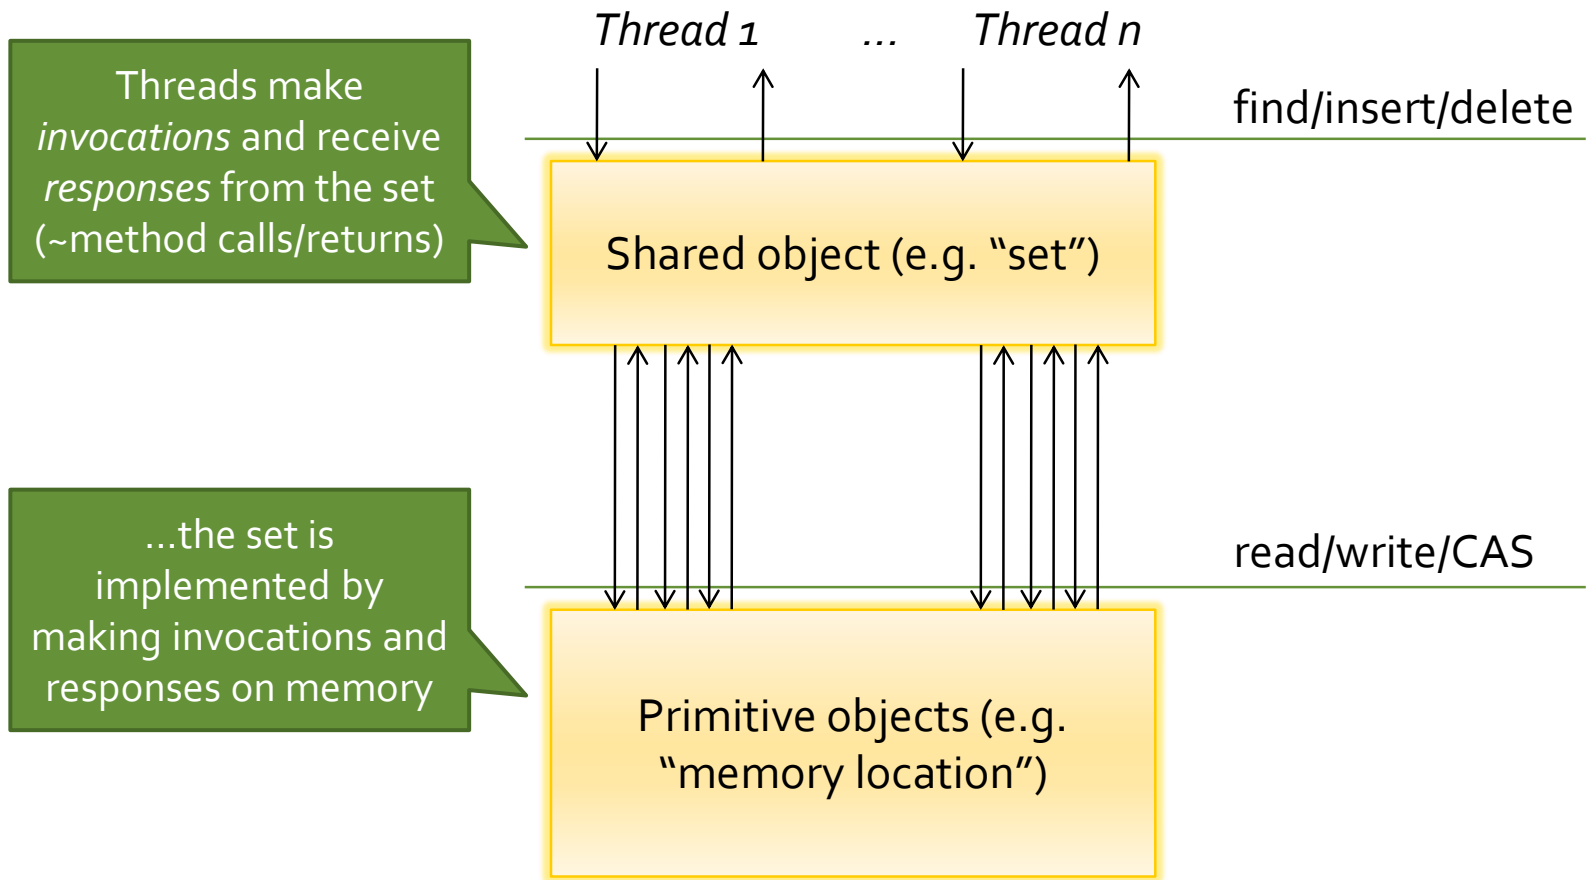 Thread 1 ... Thread n
Threads make
invocations and receive
responses from the set
(~method calls/returns)
find/insert/delete
Shared object (e.g. “set”)
...the set is
implemented by
making invocations and
responses on memory
read/write/CAS
Primitive objects (e.g.
“memory location”)